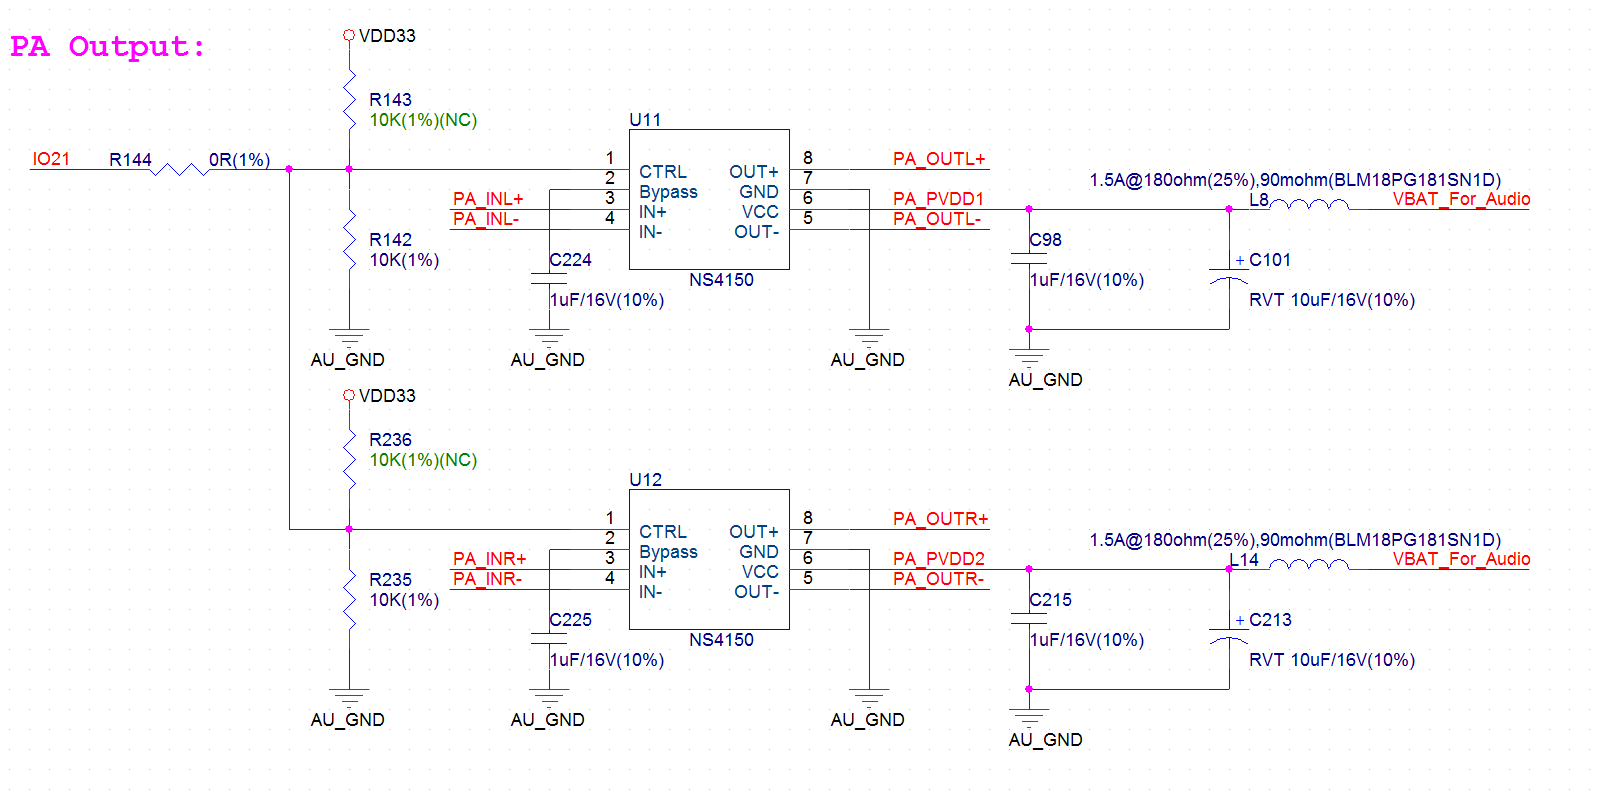 PA Output:
VDD33
R143
10K(1%)(NC)
IO21
R144
0R(1%)
R142
10K(1%)
AU_GND
U11
1
2
3
4
PA_INL+
PA_INL-
CTRL
Bypass
IN+
IN-
OUT+
GND
VCC
OUT-
NS4150
8
7
6
5
C224
1uF/16V(10%)
AU_GND
AU_GND
PA_OUTL+
PA_PVDD1
PA_OUTL-
1.5A@180ohm(25%),90mohm(BLM18PG181SN1D)
L8
VBAT_For_Audio
C98
1uF/16V(10%)
+
C101
RVT 10uF/16V(10%)
AU_GND
VDD33
R236
10K(1%)(NC)
R235
10K(1%)
AU_GND
U12
1
2
3
4
PA_INR+
PA_INR-
CTRL
Bypass
IN+
IN-
OUT+
GND
VCC
OUT-
NS4150
8
7
6
5
C225
1uF/16V(10%)
AU_GND
AU_GND
PA_OUTR+
PA_PVDD2
PA_OUTR-
1.5A@180ohm(25%),90mohm(BLM18PG181SN1D)
L14
VBAT_For_Audio
C215
1uF/16V(10%)
+
C213
RVT 10uF/16V(10%)
AU_GND